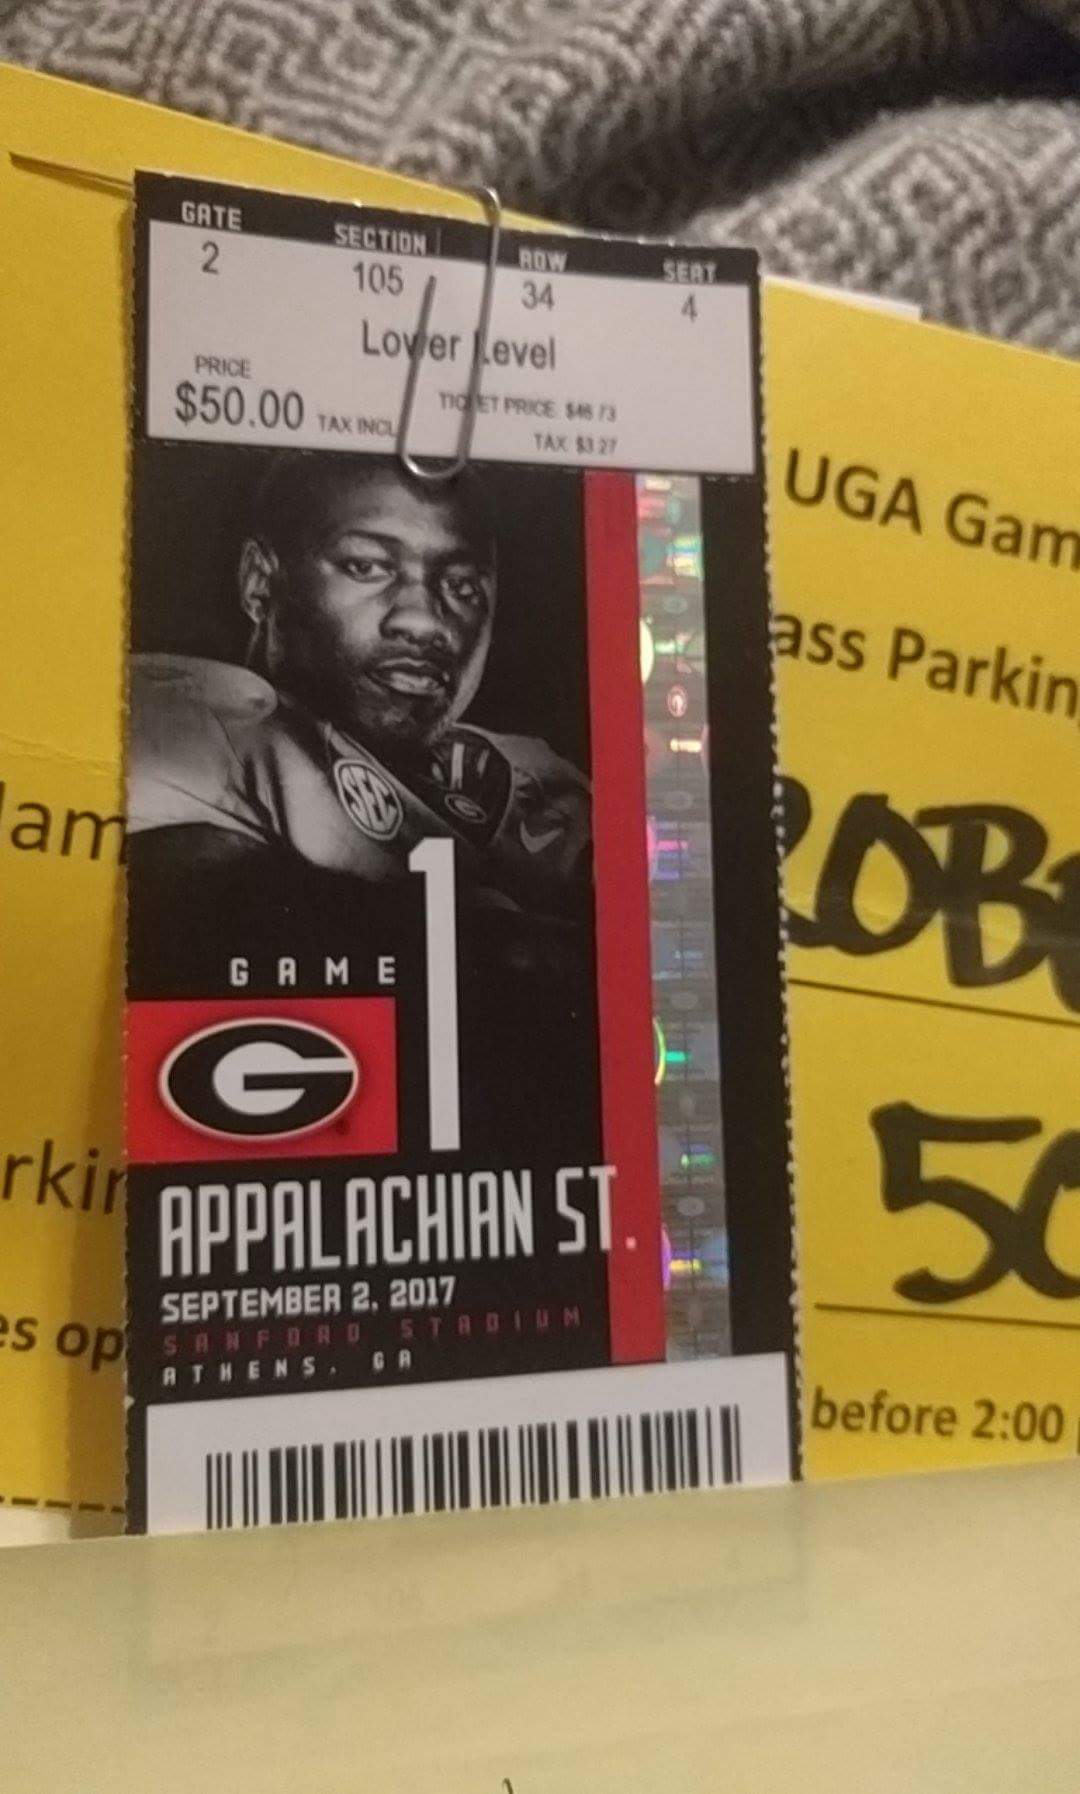 GATE SECTION ROW SEAT
2 105 34 4
Lower Level
PRICE
$50.00 TAX INCL
TICKET PRICE $46.73
TAX $3.27
SEC
GAME 1
G
APPALACHIAN ST.
SEPTEMBER 2, 2017
SANFORD STADIUM
ATHENS, GA
UGA Gam
ass Parkin
ROBE
50
before 2:00
am
rkin
es op